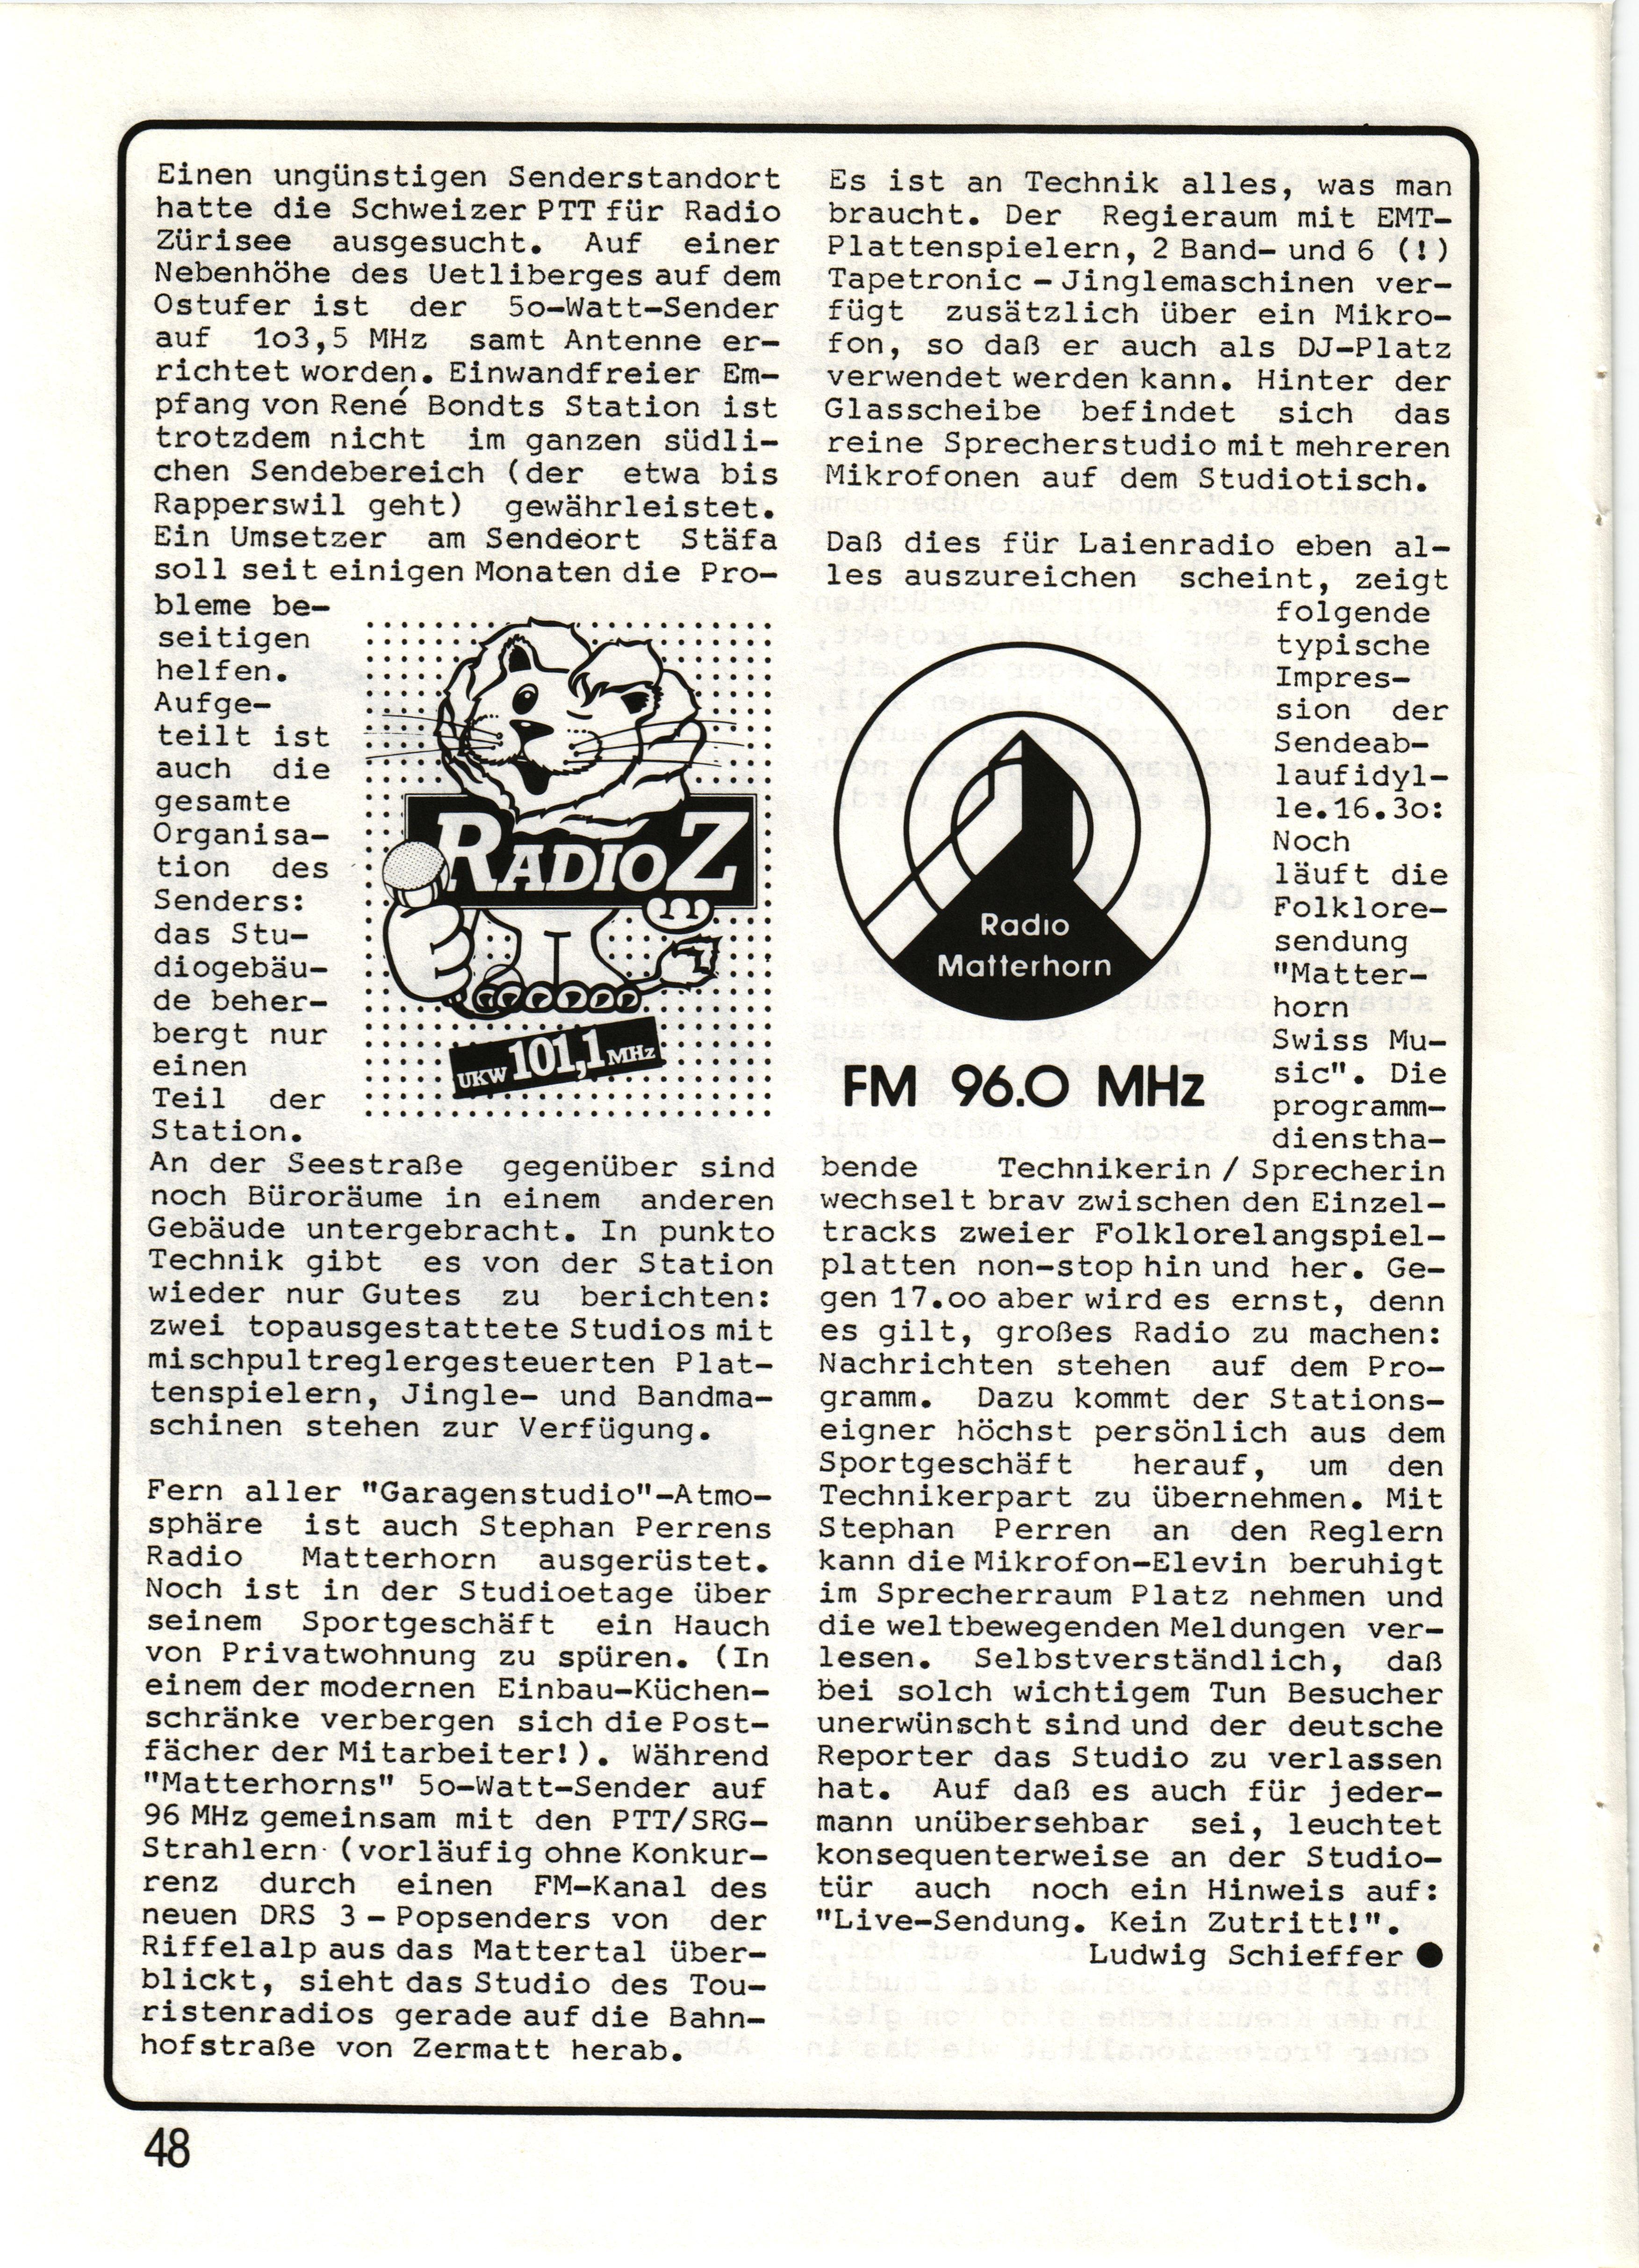 Einen ungünstigen Senderstandort
hatte die Schweizer PTT für Radio
Zürisee ausgesucht. Auf einer
Nebenhöhe des Uetliberges auf dem
Ostufer ist der 5o-Watt-Sender
auf 1o3,5 MHz samt Antenne er-
richtet worden. Einwandfreier Em-
pfang von René Bondts Station ist
trotzdem nicht im ganzen südli-
chen Sendebereich (der etwa bis
Rapperswil geht) gewährleistet.
Ein Umsetzer am Sendeort Stäfa
soll seit einigen Monaten die Pro-
bleme be-
seitigen
helfen.
Aufge-
teilt ist
auch die
gesamte
Organisa-
tion des
Senders:
das Stu-
diogebäu-
de beher-
bergt nur
einen
Teil der
Station.
RADIO Z
UKW 101,1 MHz
An der Seestraße gegenüber sind
noch Büroräume in einem anderen
Gebäude untergebracht. In punkto
Technik gibt es von der Station
wieder nur Gutes zu berichten:
zwei topausgestattete Studios mit
mischpultreglergesteuerten Plat-
tenspielern, Jingle- und Bandma-
schinen stehen zur Verfügung.
Fern aller "Garagenstudio"-Atmo-
sphäre ist auch Stephan Perrens
Radio Matterhorn ausgerüstet.
Noch ist in der Studioetage über
seinem Sportgeschäft ein Hauch
von Privatwohnung zu spüren. (In
einem der modernen Einbau-Küchen-
schränke verbergen sich die Post-
fächer der Mitarbeiter!). Während
"Matterhorns" 5o-Watt-Sender auf
96 MHz gemeinsam mit den PTT/SRG-
Strahlern (vorläufig ohne Konkur-
renz durch einen FM-Kanal des
neuen DRS 3 - Popsenders von der
Riffelalp aus das Mattertal über-
blickt, sieht das Studio des Tou-
ristenradios gerade auf die Bahn-
hofstraße von Zermatt herab.
Es ist an Technik alles, was man
braucht. Der Regieraum mit EMT-
Plattenspielern, 2 Band- und 6 (!)
Tapetronic - Jinglemaschinen ver-
fügt zusätzlich über ein Mikro-
fon, so daß er auch als DJ-Platz
verwendet werden kann. Hinter der
Glasscheibe befindet sich das
reine Sprecherstudio mit mehreren
Mikrofonen auf dem Studiotisch.
Daß dies für Laienradio eben al-
les auszureichen scheint, zeigt
Radio
Matterhorn
FM 96.0 MHz
folgende
typische
Impres-
sion der
Sendeab-
laufidyl-
le.16.3o:
Noch
läuft die
Folklore-
sendung
"Matter-
horn
Swiss Mu-
sic". Die
programm-
diensth­a-
bende Technikerin / Sprecherin
wechselt brav zwischen den Einzel-
tracks zweier Folklorelangspiel-
platten non-stop hin und her. Ge-
gen 17.oo aber wird es ernst, denn
es gilt, großes Radio zu machen:
Nachrichten stehen auf dem Pro-
gramm. Dazu kommt der Stations-
eigner höchst persönlich aus dem
Sportgeschäft herauf, um den
Technikerpart zu übernehmen. Mit
Stephan Perren an den Reglern
kann die Mikrofon-Elevin beruhigt
im Sprecherraum Platz nehmen und
die weltbewegenden Meldungen ver-
lesen. Selbstverständlich, daß
bei solch wichtigem Tun Besucher
unerwünscht sind und der deutsche
Reporter das Studio zu verlassen
hat. Auf daß es auch für jeder-
mann unübersehbar sei, leuchtet
konsequenterweise an der Studio-
tür auch noch ein Hinweis auf:
"Live-Sendung. Kein Zutritt!".
Ludwig Schieffer ●
48